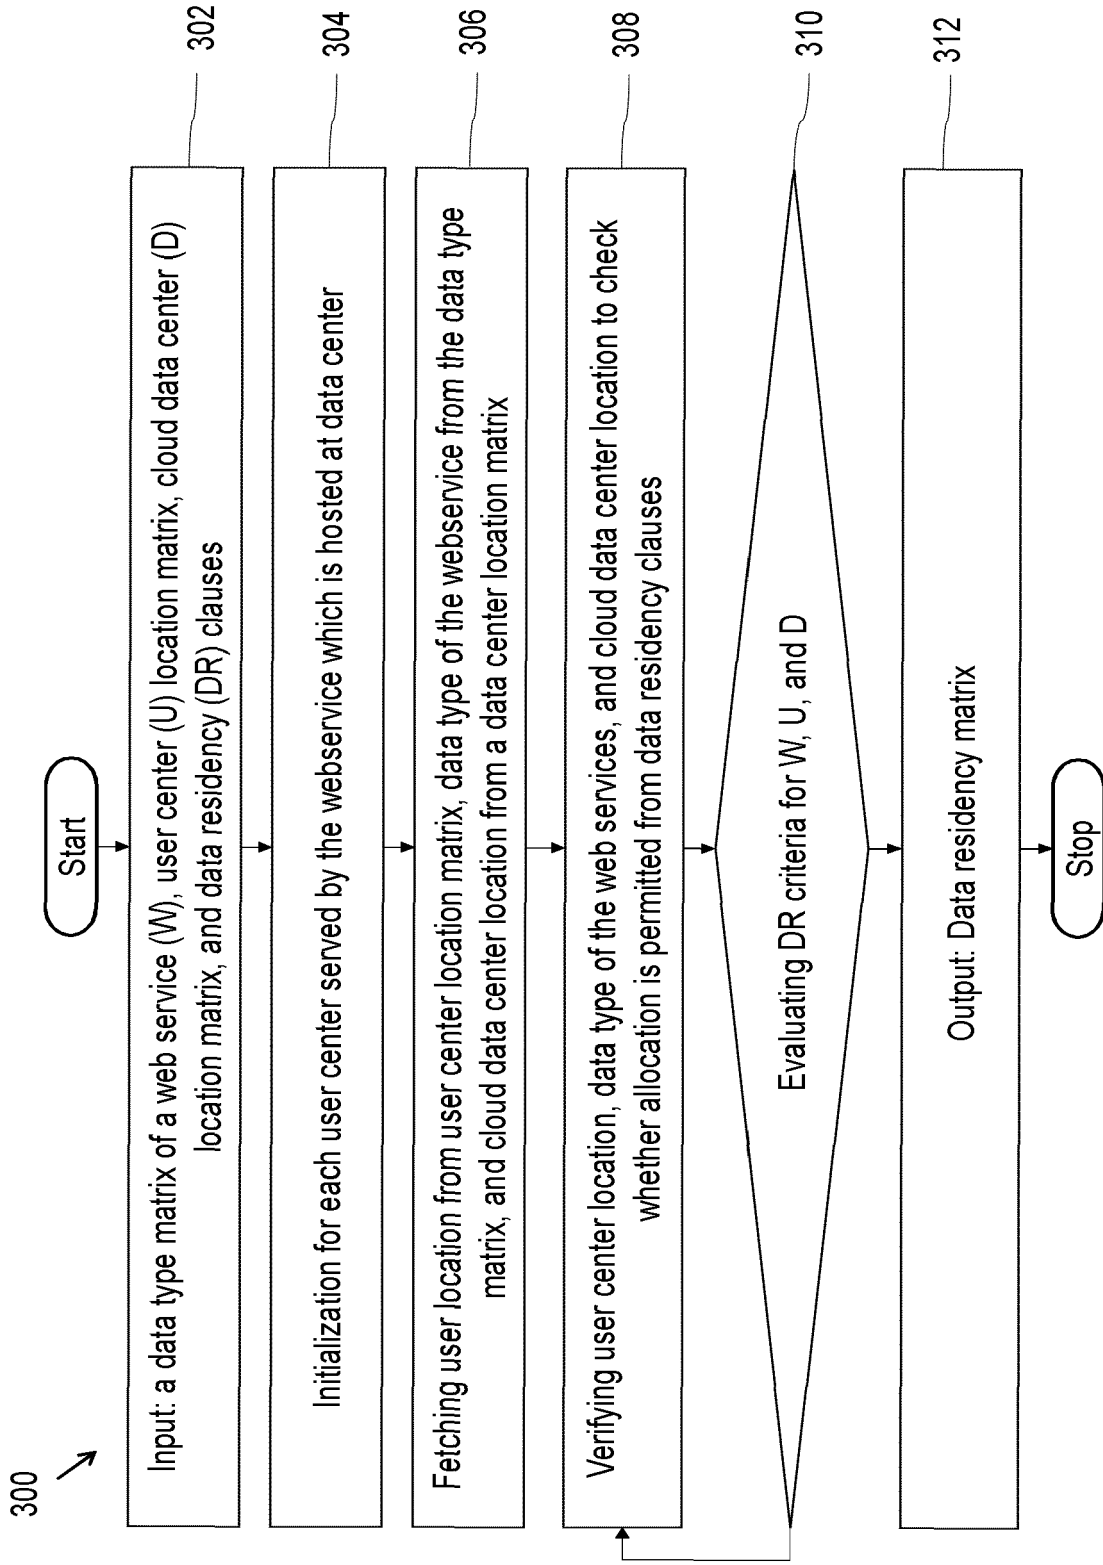 300
Start
Input: a data type matrix of a web service (W), user center (U) location matrix, cloud data center (D)
location matrix, and data residency (DR) clauses
302
Initialization for each user center served by the webservice which is hosted at data center
304
Fetching user location from user center location matrix, data type of the webservice from the data type
matrix, and cloud data center location from a data center location matrix
306
Verifying user center location, data type of the web services, and cloud data center location to check
whether allocation is permitted from data residency clauses
308
Evaluating DR criteria for W, U, and D
310
Output: Data residency matrix
312
Stop